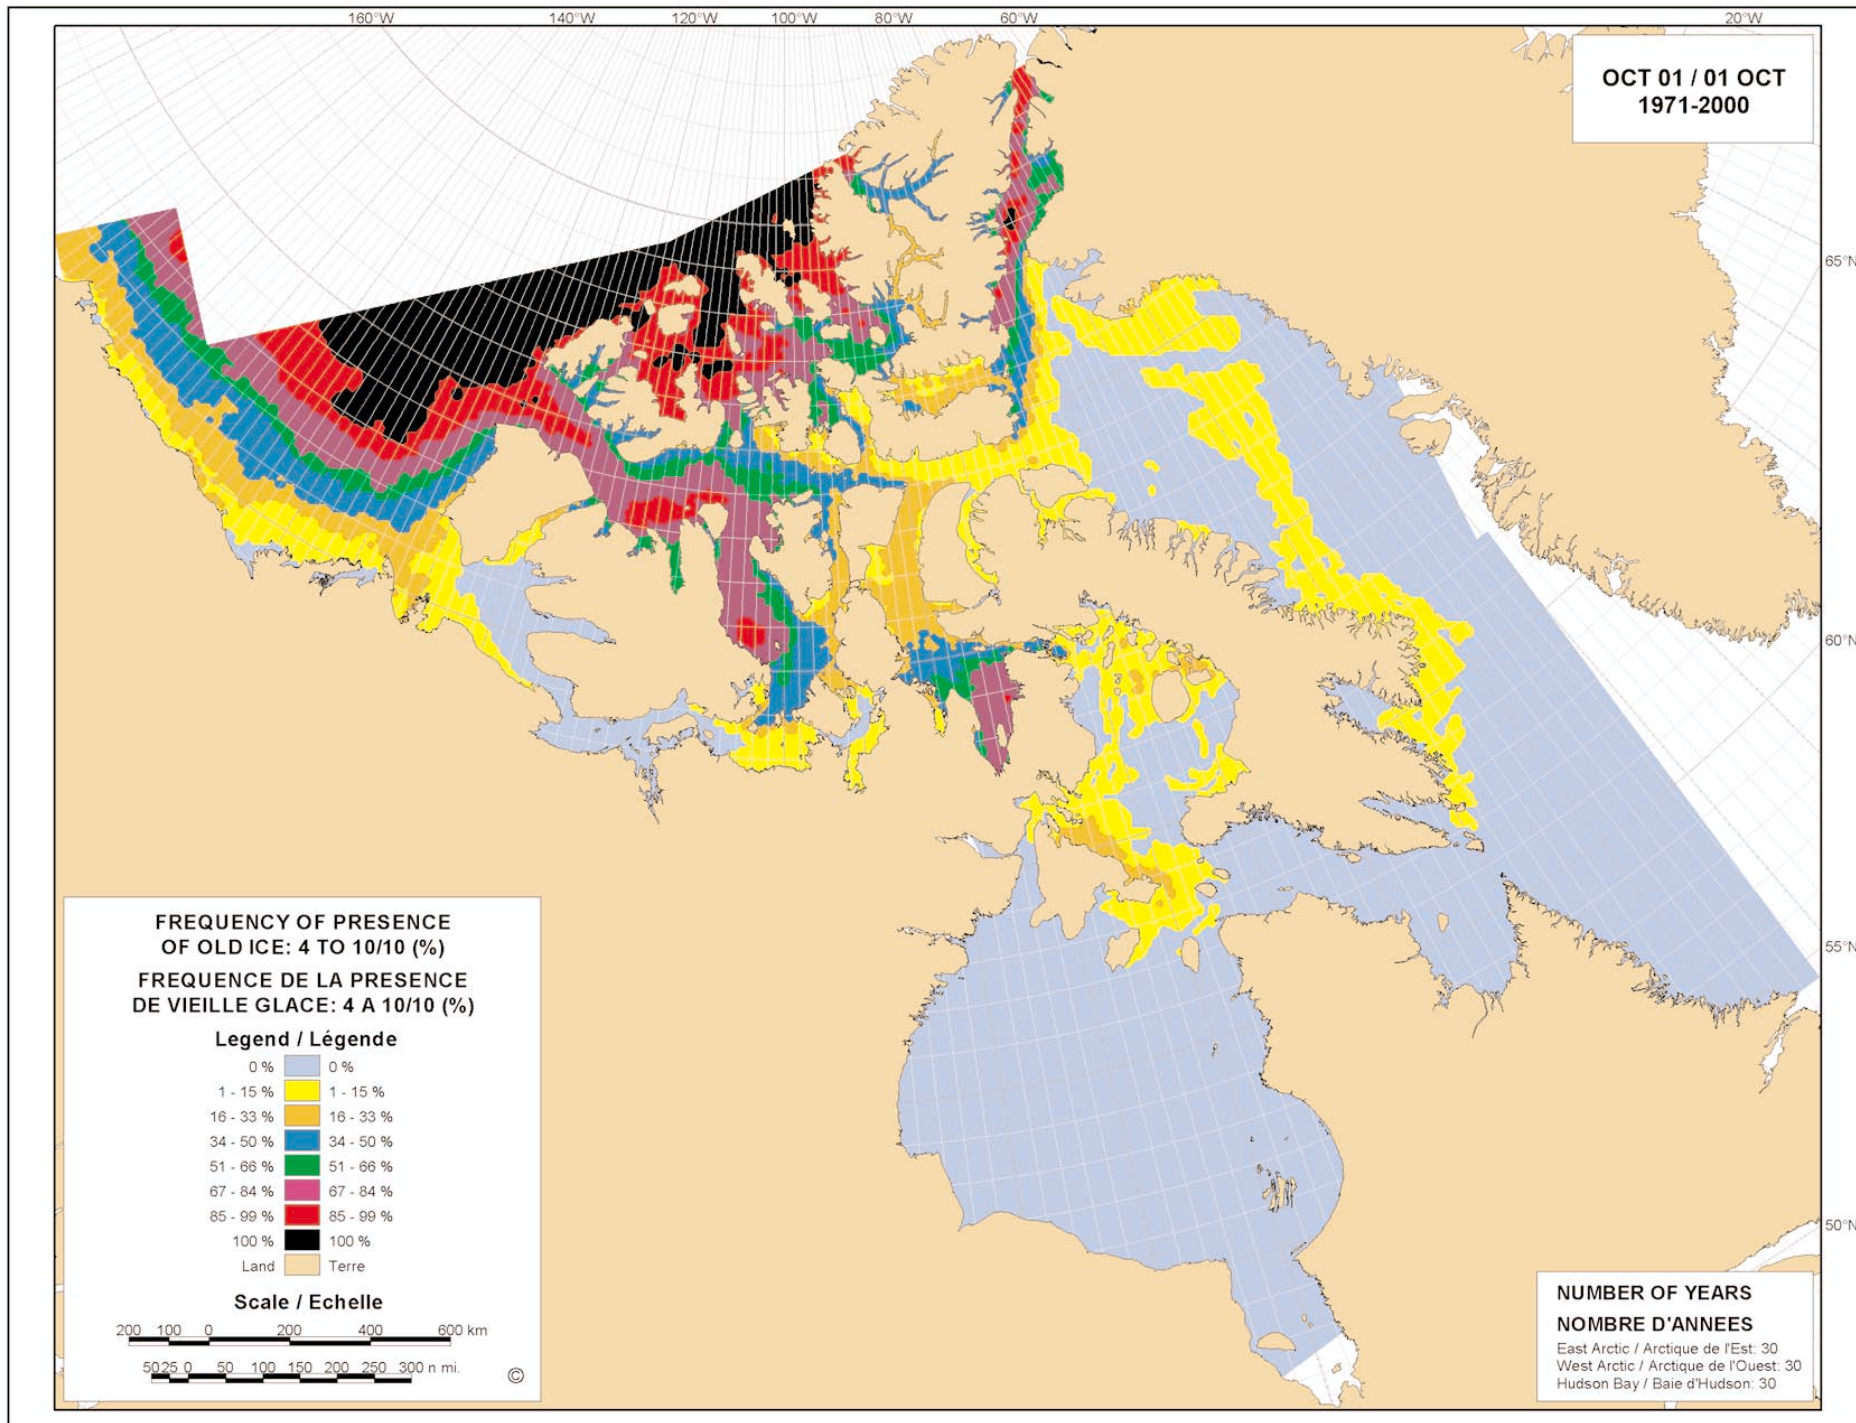 160°W 140°W 120°W 100°W 80°W 60°W 20°W
OCT 01 / 01 OCT
1971-2000
65°N
60°N
55°N
50°N
FREQUENCY OF PRESENCE
OF OLD ICE: 4 TO 10/10 (%)
FREQUENCE DE LA PRESENCE
DE VIEILLE GLACE: 4 A 10/10 (%)
Legend / Légende
0 % 0 %
1 - 15 % 1 - 15 %
16 - 33 % 16 - 33 %
34 - 50 % 34 - 50 %
51 - 66 % 51 - 66 %
67 - 84 % 67 - 84 %
85 - 99 % 85 - 99 %
100 % 100 %
Land Terre
Scale / Echelle
200 100 0 200 400 600 km
50 25 0 50 100 150 200 250 300 n mi.
©
NUMBER OF YEARS
NOMBRE D'ANNEES
East Arctic / Arctique de l'Est: 30
West Arctic / Arctique de l'Ouest: 30
Hudson Bay / Baie d'Hudson: 30